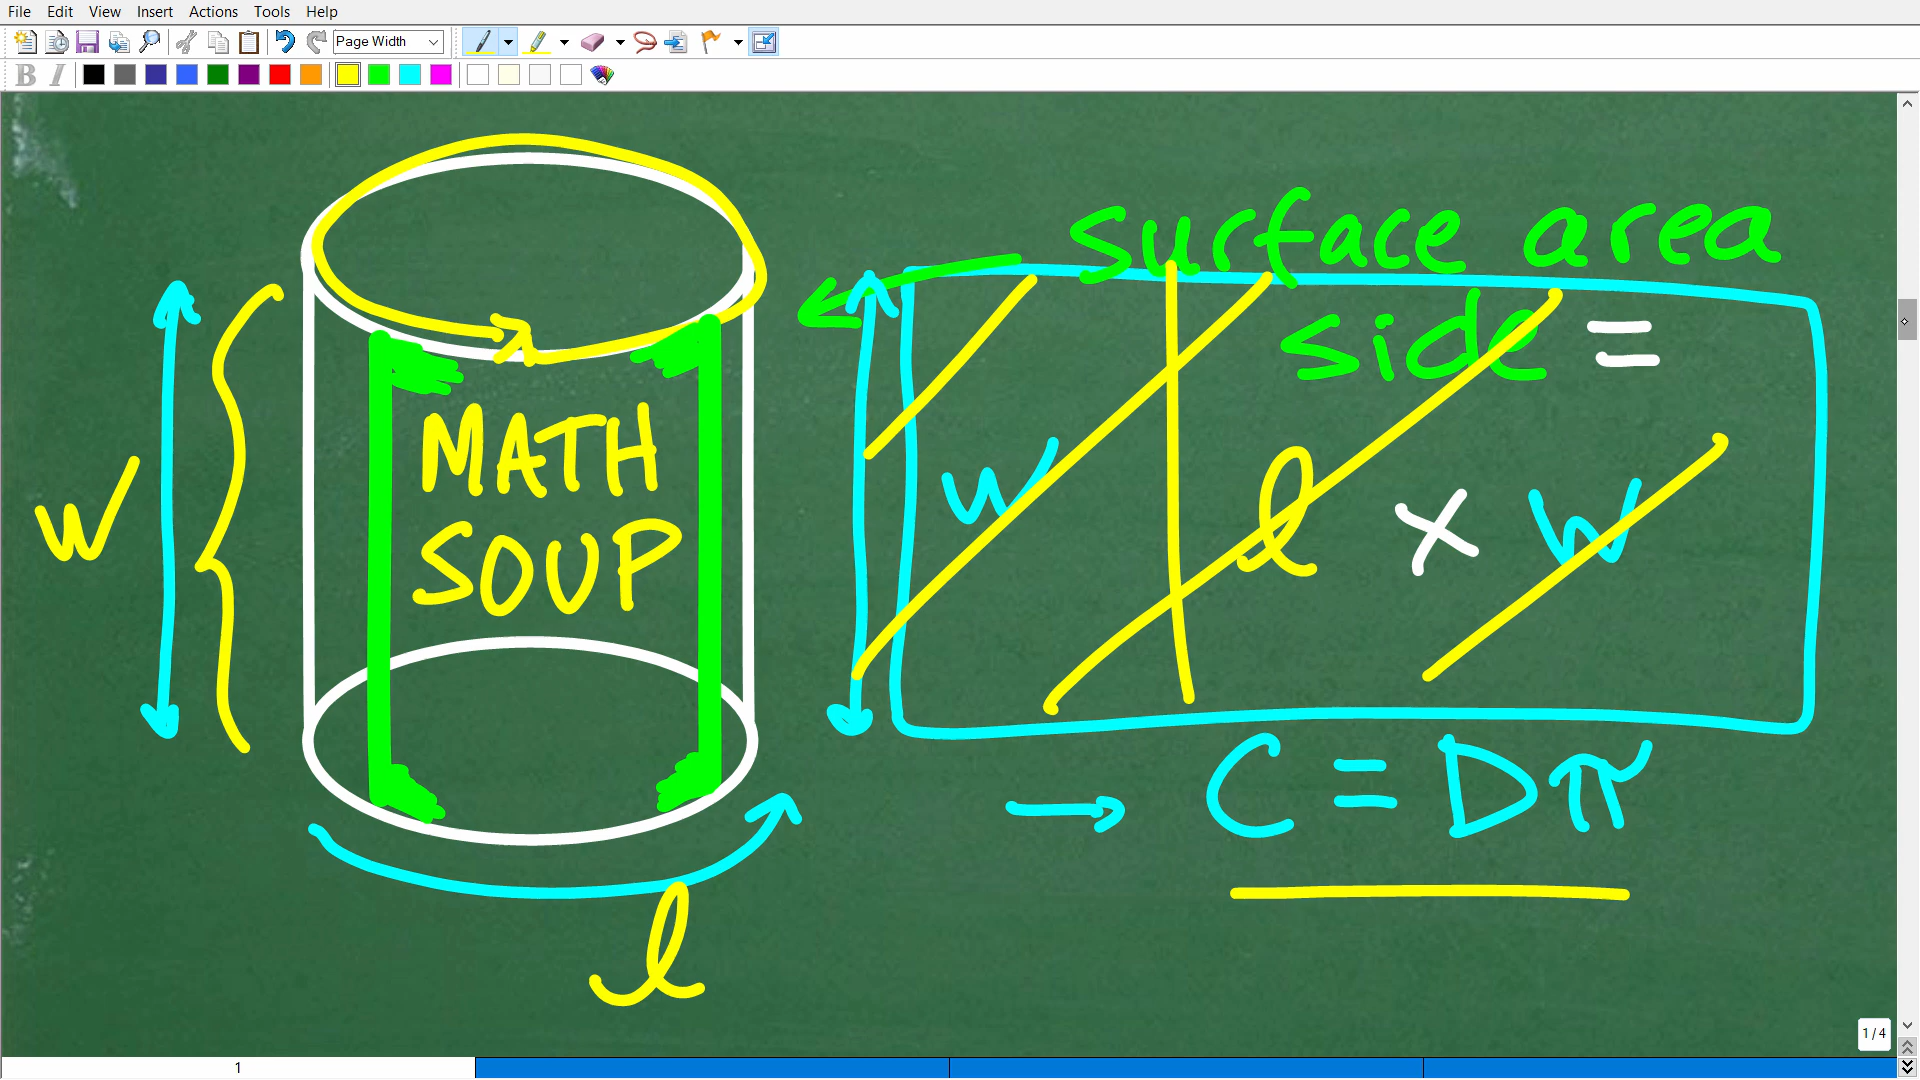 File Edit View Insert Actions Tools Help
Page Width
B I
surface area
side =
W
MATH
SOUP
W
l × W
→ C = Dπ
l
1 / 4
1